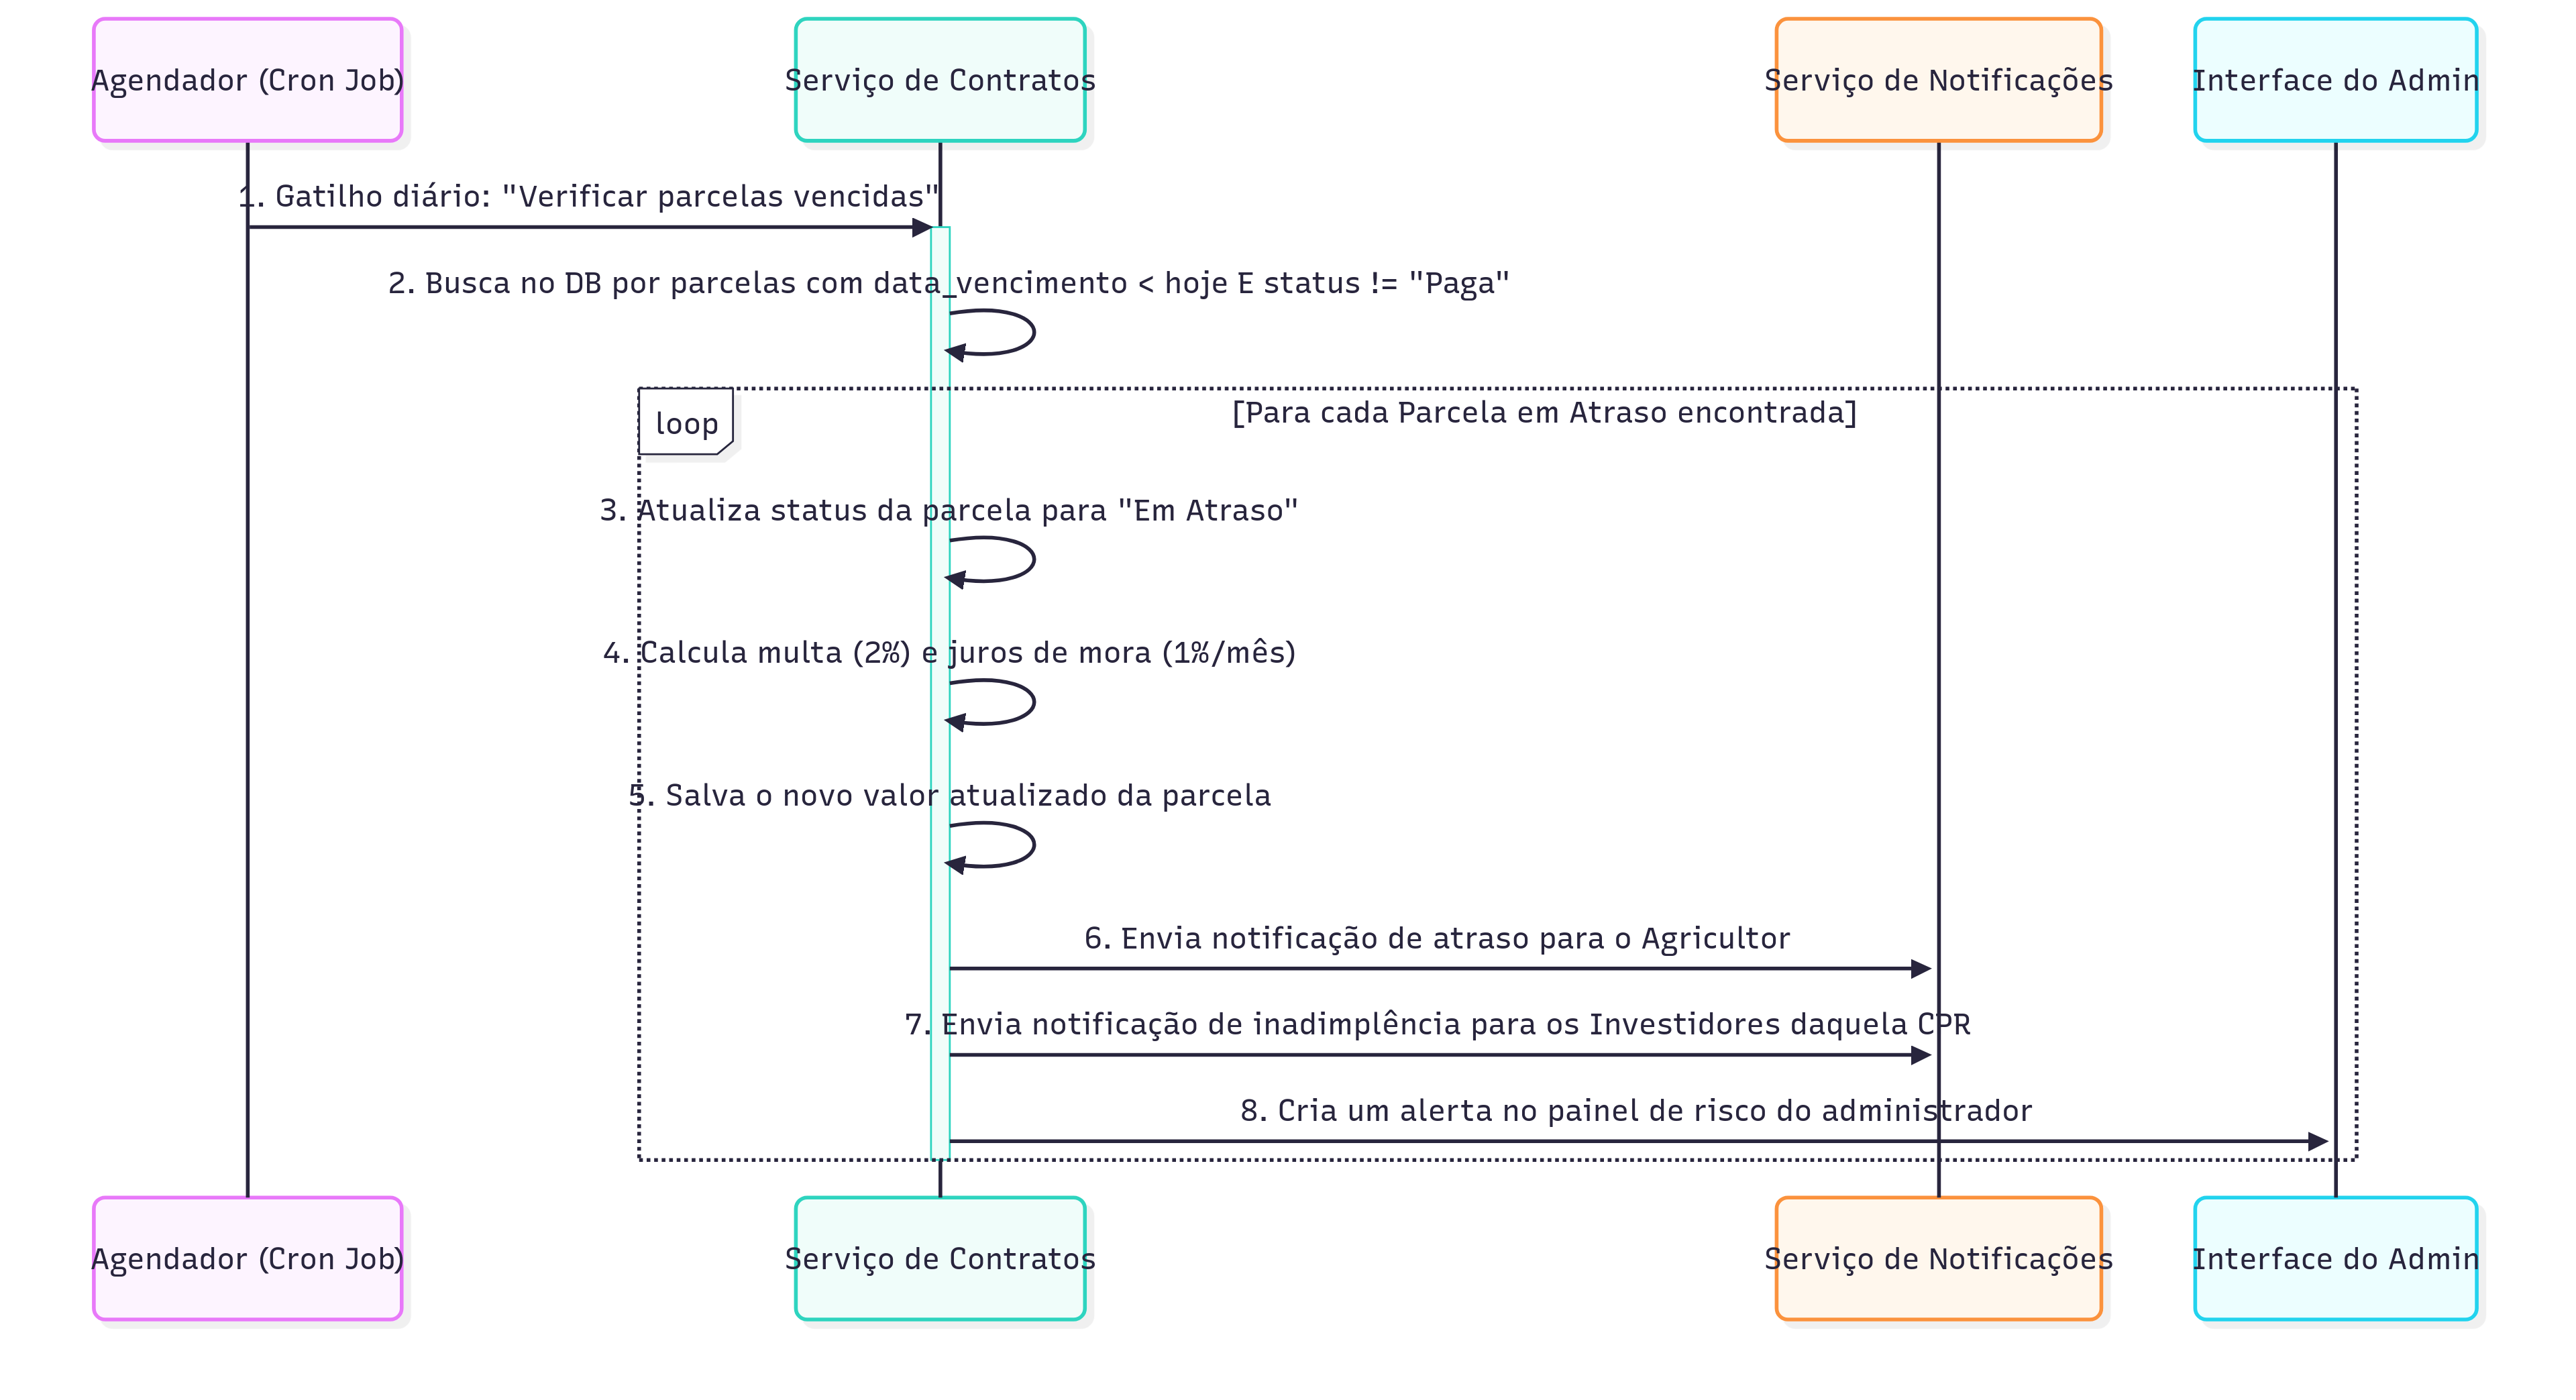 Agendador (Cron Job)
Serviço de Contratos
Serviço de Notificações
Interface do Admin
1. Gatilho diário: "Verificar parcelas vencidas"
2. Busca no DB por parcelas com data_vencimento < hoje E status != "Paga"
loop
[Para cada Parcela em Atraso encontrada]
3. Atualiza status da parcela para "Em Atraso"
4. Calcula multa (2%) e juros de mora (1%/mês)
5. Salva o novo valor atualizado da parcela
6. Envia notificação de atraso para o Agricultor
7. Envia notificação de inadimplência para os Investidores daquela CPR
8. Cria um alerta no painel de risco do administrador
Agendador (Cron Job)
Serviço de Contratos
Serviço de Notificações
Interface do Admin